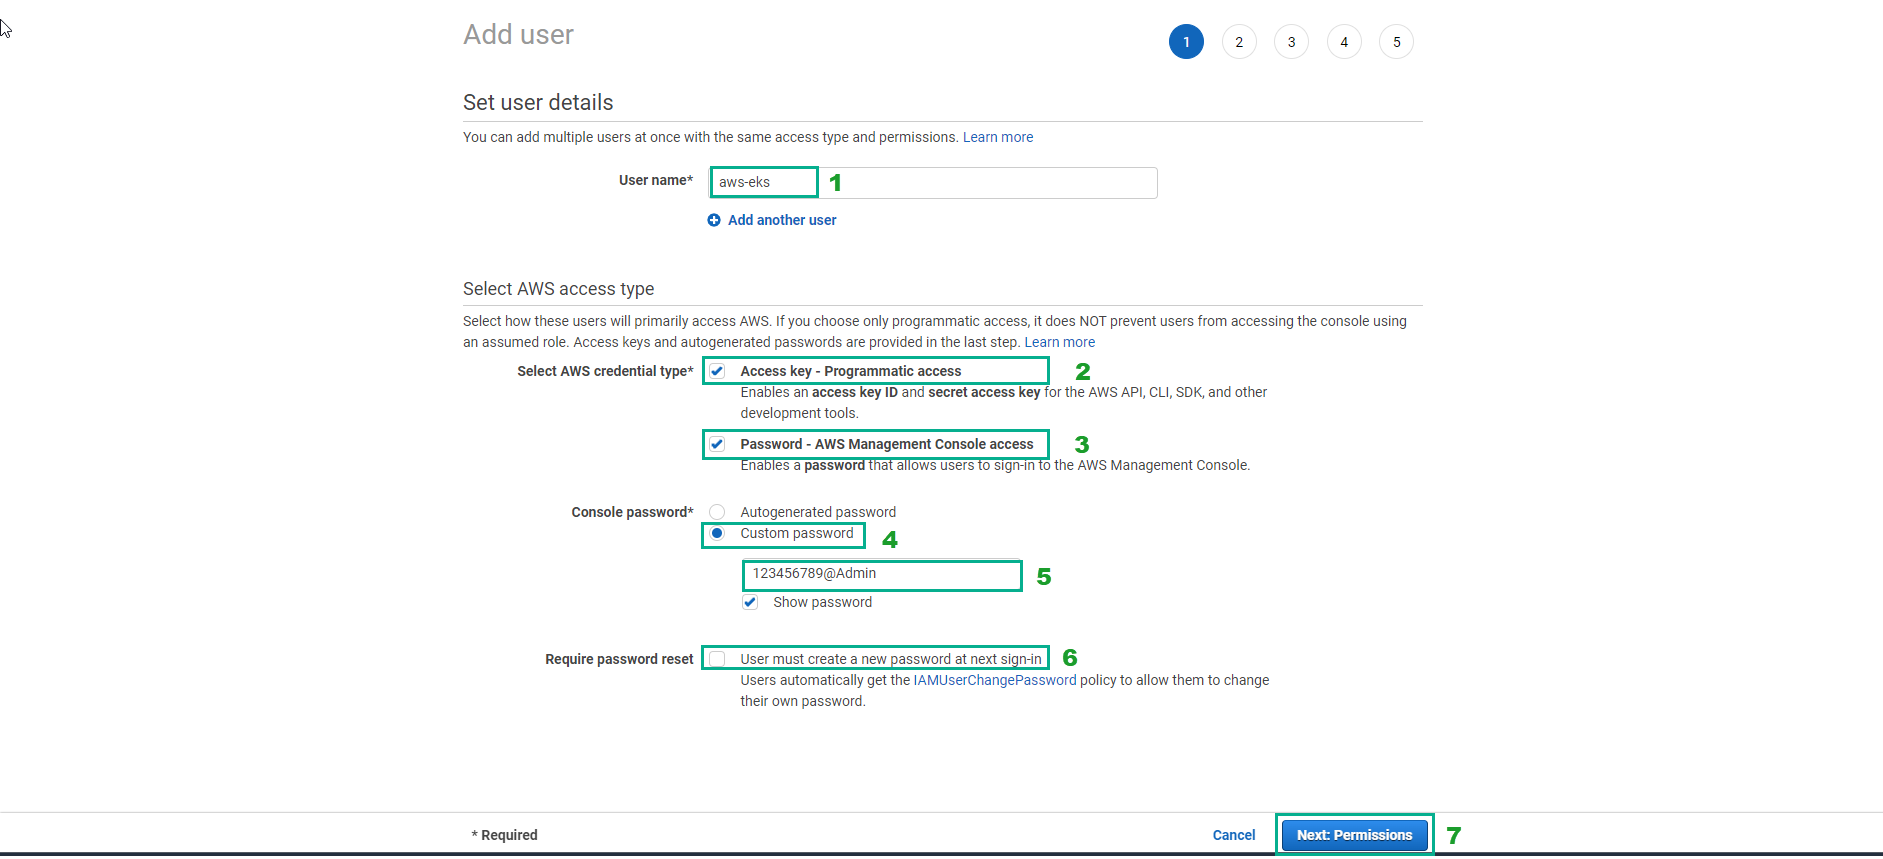 Add user
1 2 3 4 5
Set user details
You can add multiple users at once with the same access type and permissions. Learn more
User name* aws-eks 1
Add another user
Select AWS access type
Select how these users will primarily access AWS. If you choose only programmatic access, it does NOT prevent users from accessing the console using
an assumed role. Access keys and autogenerated passwords are provided in the last step. Learn more
Select AWS credential type* Access key - Programmatic access 2
Enables an access key ID and secret access key for the AWS API, CLI, SDK, and other
development tools.
Password - AWS Management Console access 3
Enables a password that allows users to sign-in to the AWS Management Console.
Console password* Autogenerated password
Custom password 4
123456789@Admin 5
Show password
Require password reset User must create a new password at next sign-in 6
Users automatically get the IAMUserChangePassword policy to allow them to change
their own password.
* Required Cancel Next: Permissions 7